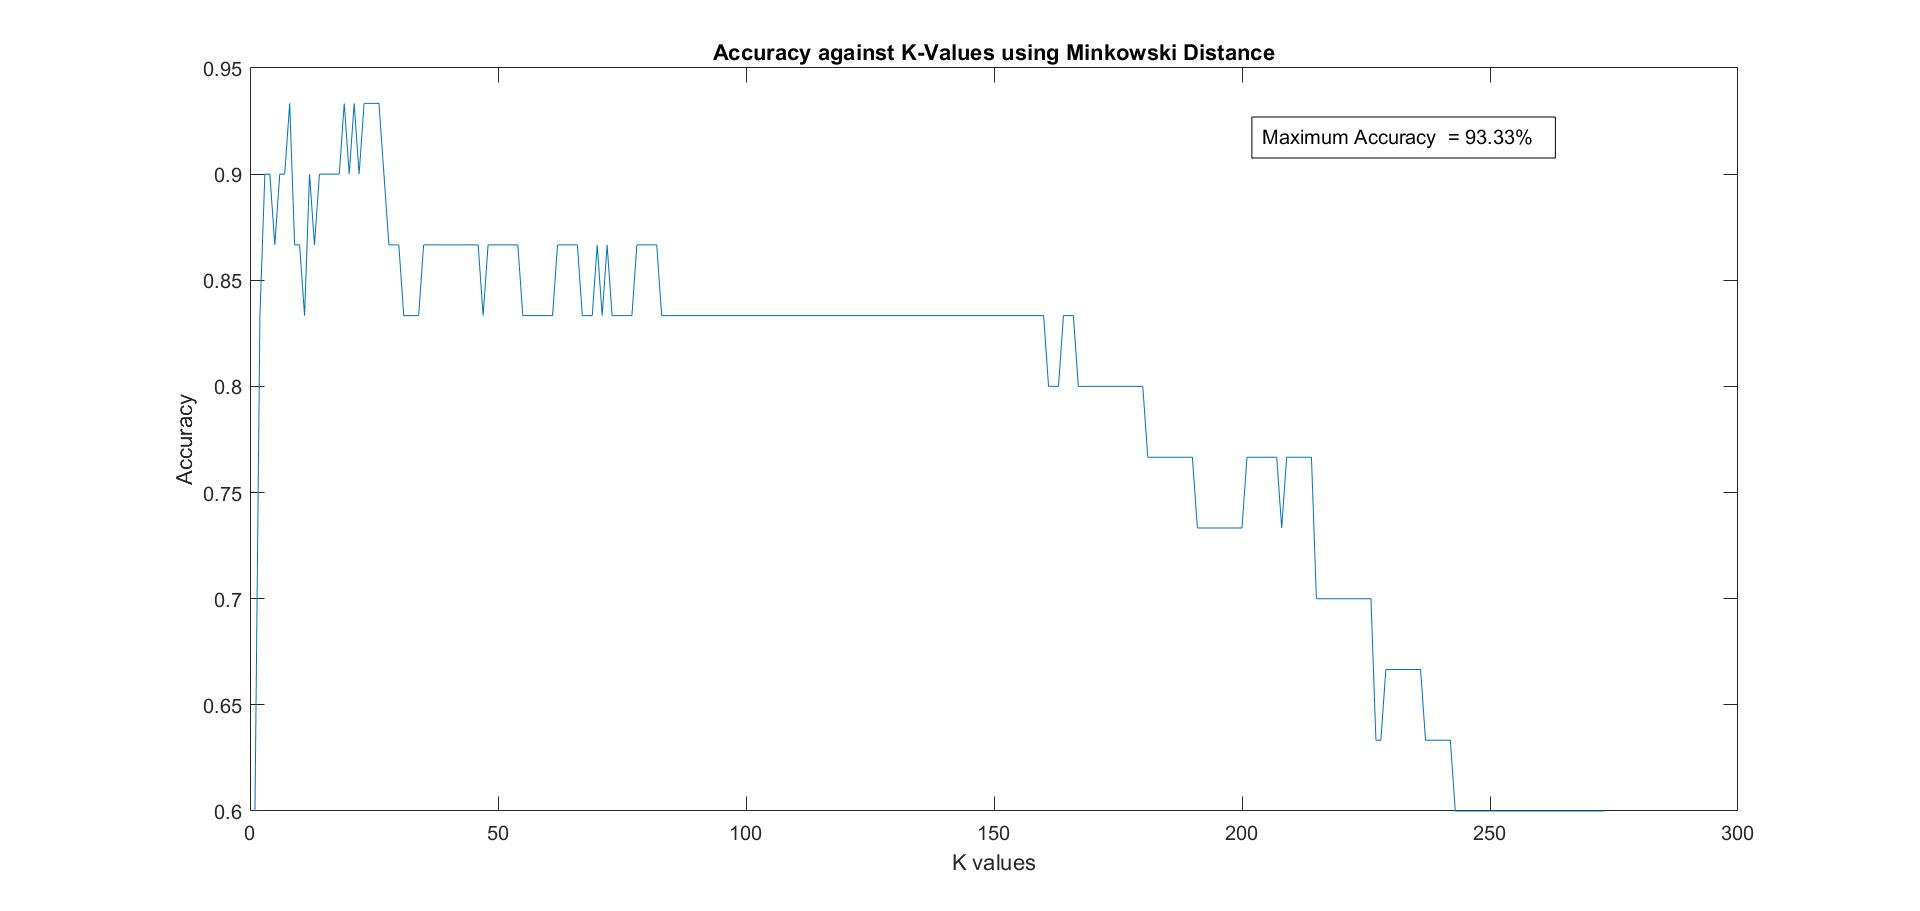 Accuracy against K-Values using Minkowski Distance
0.95
Maximum Accuracy = 93.33%
0.9
0.85
0.8
Accuracy
0.75
0.7
0.65
0.6
0 50 100 150 200 250 300
K values